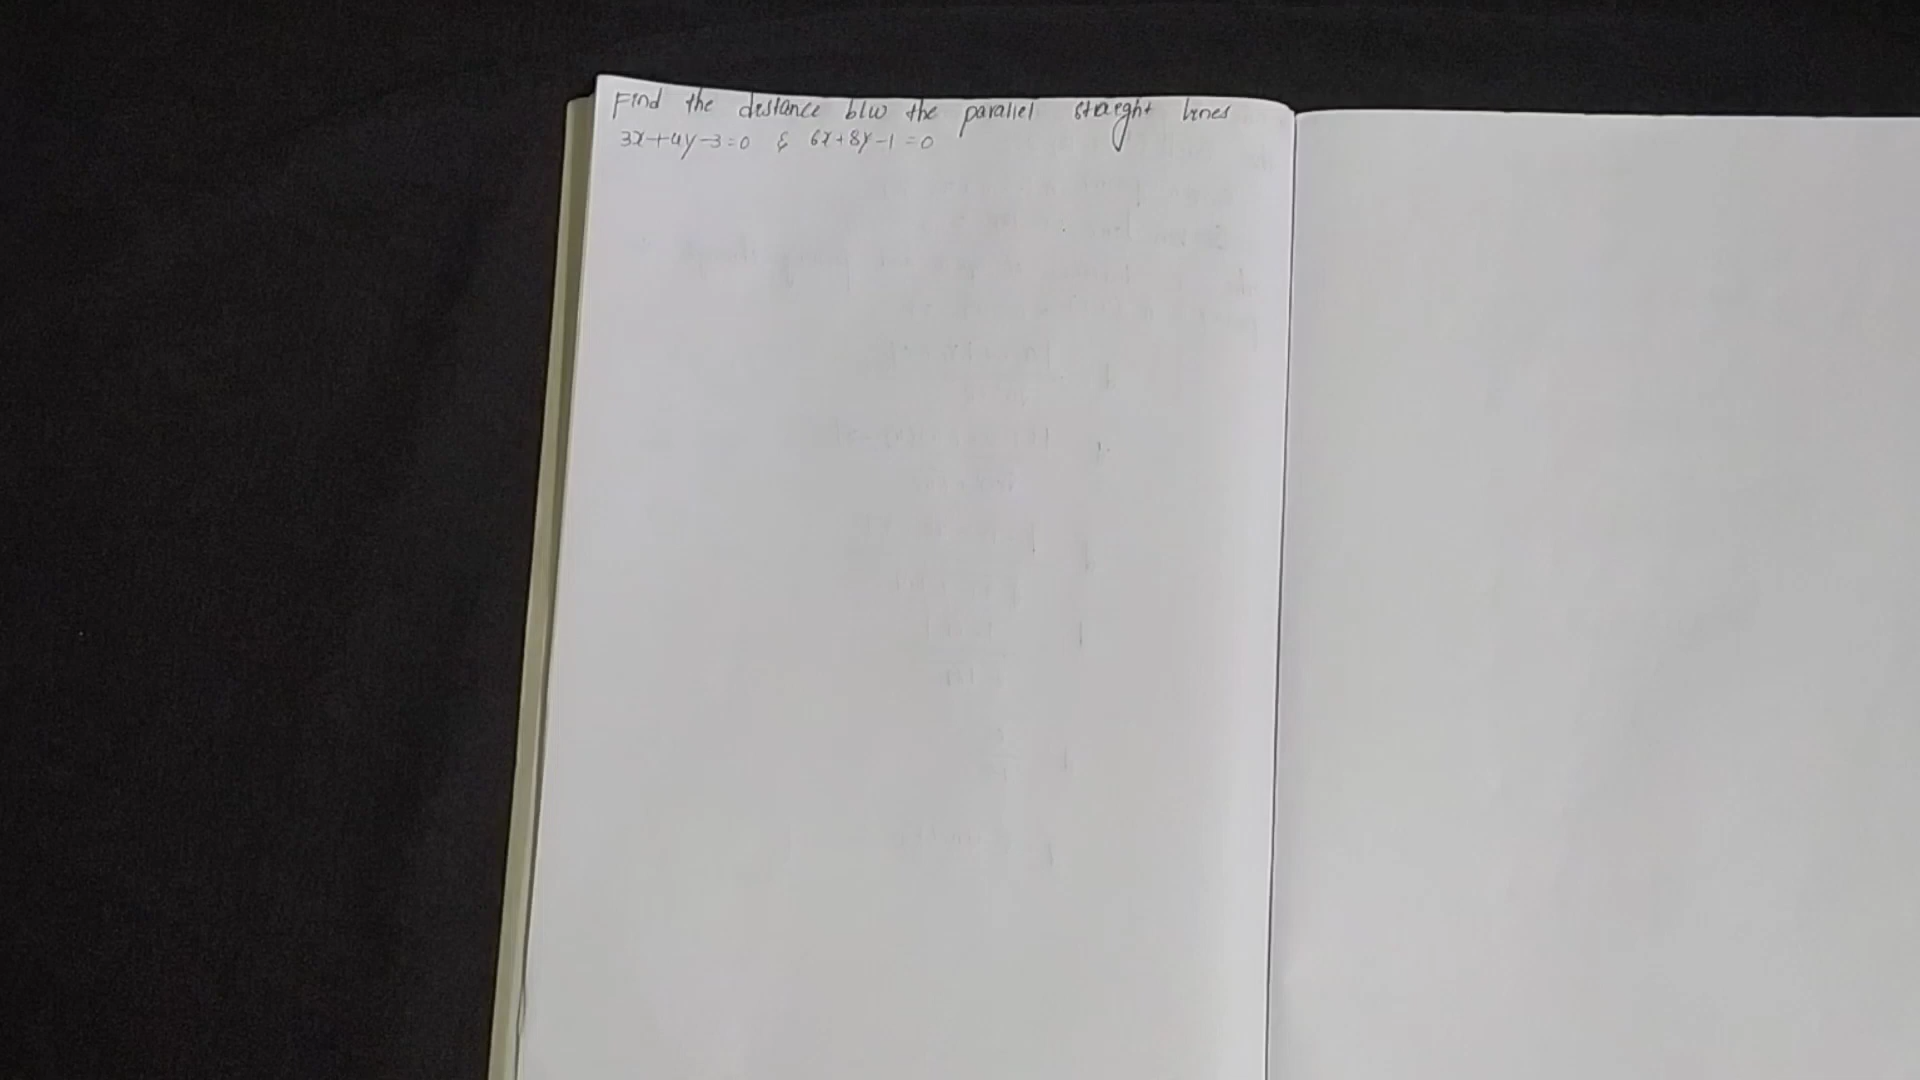 Find the distance b/w the parallel straight lines
3x+4y-3=0 & 6x+8y-1=0